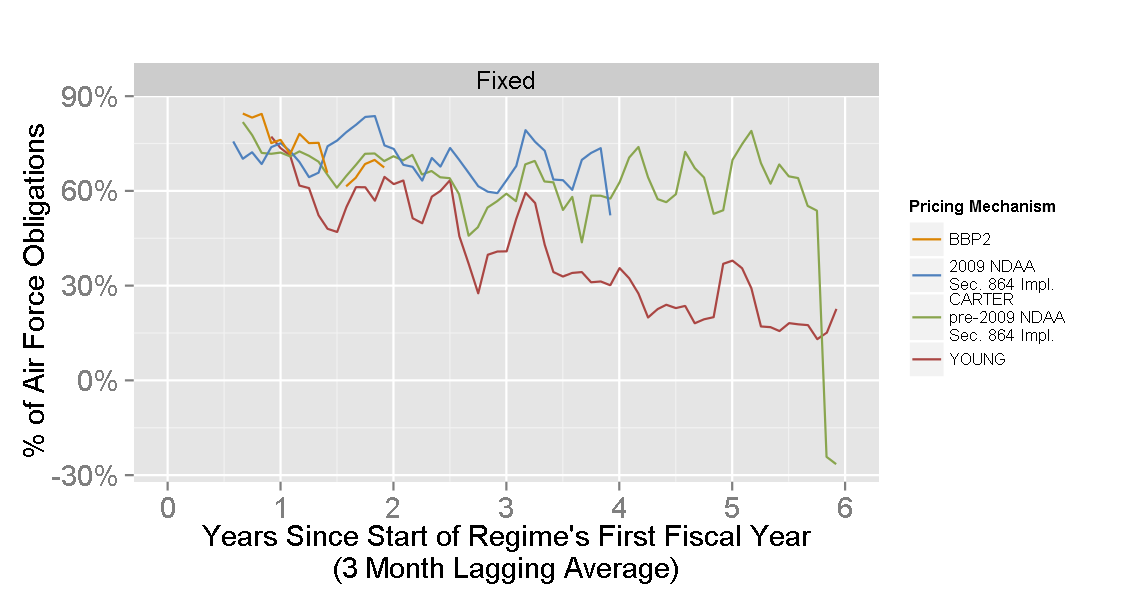 Fixed
90%
60%
30%
0%
-30%
% of Air Force Obligations
0 1 2 3 4 5 6
Years Since Start of Regime's First Fiscal Year
(3 Month Lagging Average)
Pricing Mechanism
BBP2
2009 NDAA
Sec. 864 Impl.
CARTER
pre-2009 NDAA
Sec. 864 Impl.
YOUNG